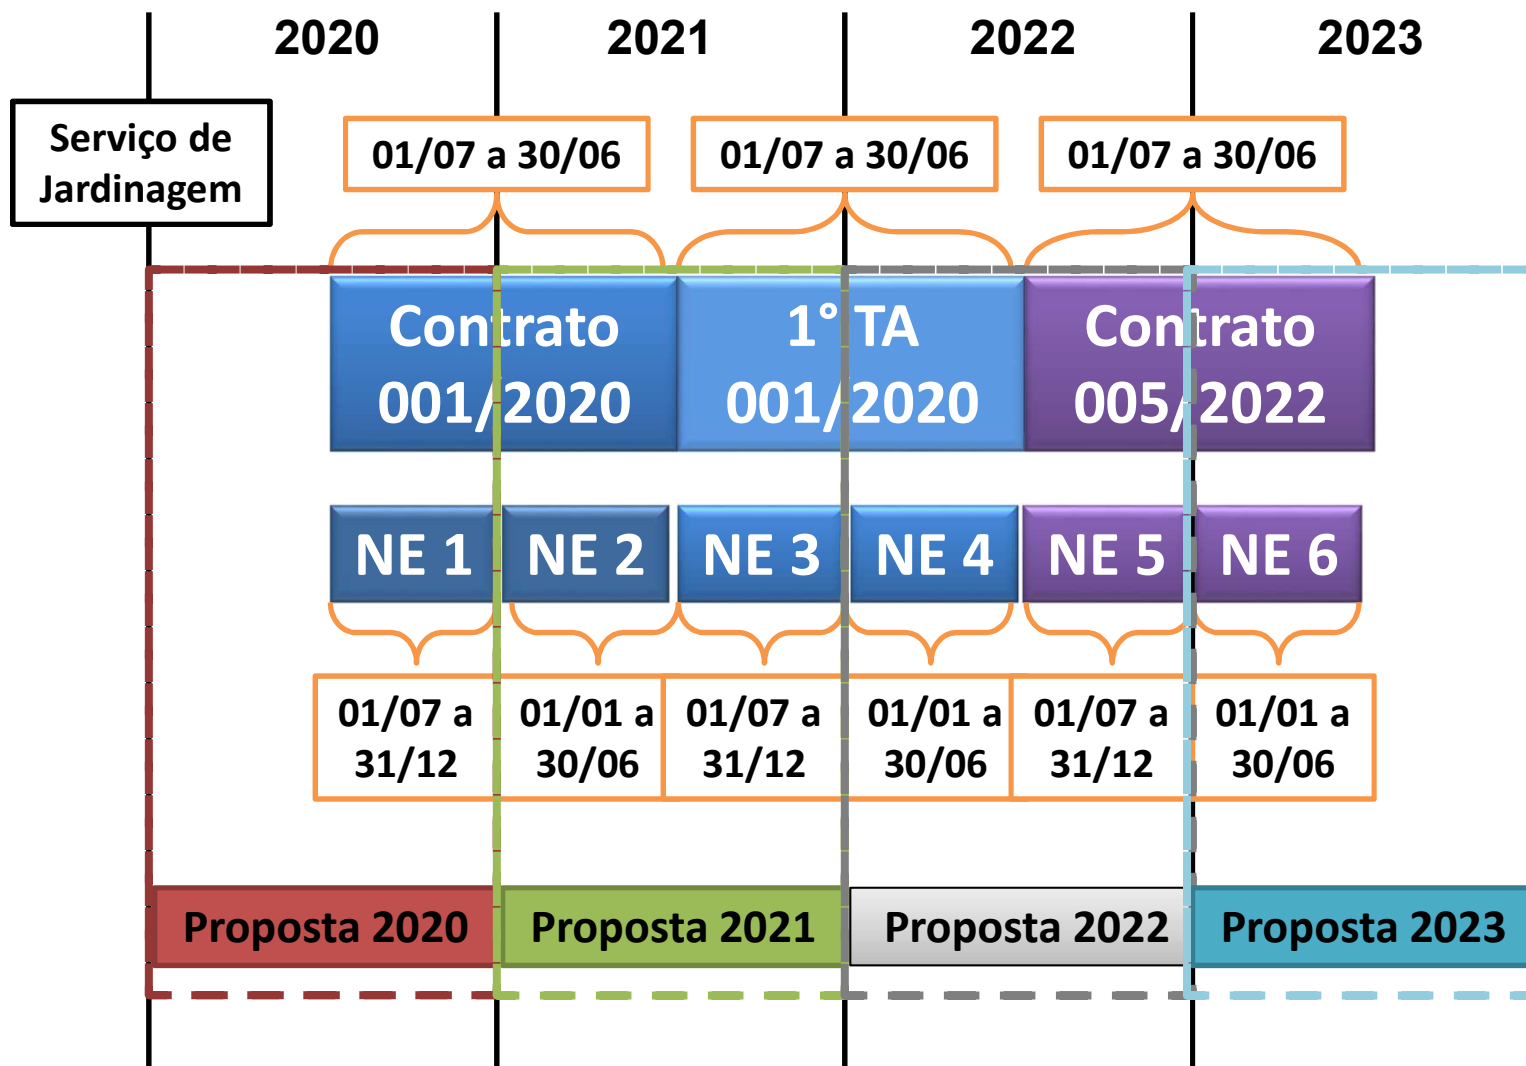 2020
2021
2022
2023
Serviço de
Jardinagem
01/07 a 30/06
01/07 a 30/06
01/07 a 30/06
Contrato
001/2020
1° TA
001/2020
Contrato
005/2022
NE 1
NE 2
NE 3
NE 4
NE 5
NE 6
01/07 a
31/12
01/01 a
30/06
01/07 a
31/12
01/01 a
30/06
01/07 a
31/12
01/01 a
30/06
Proposta 2020
Proposta 2021
Proposta 2022
Proposta 2023